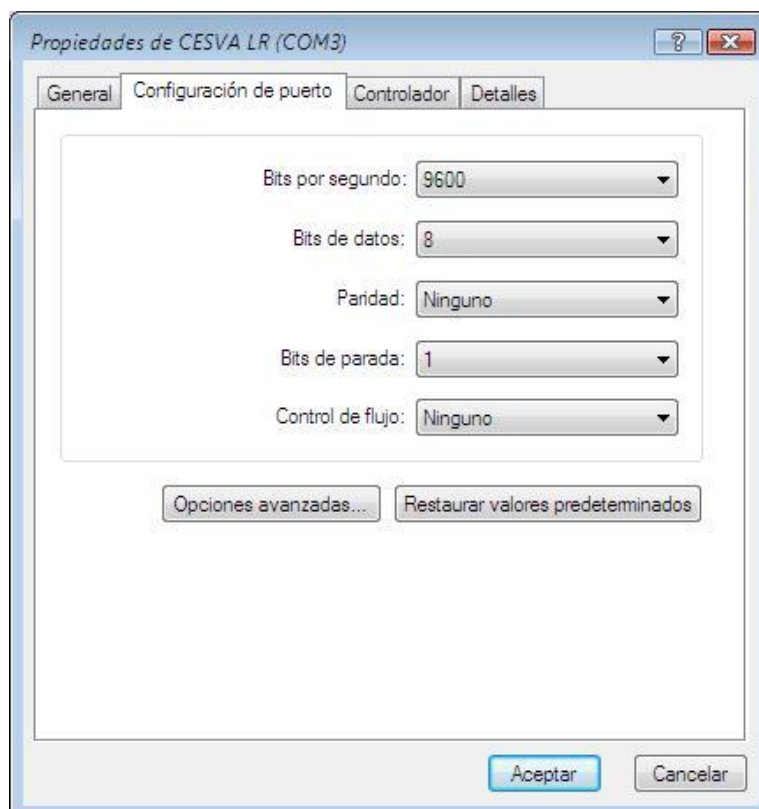 Propiedades de CESVA LR (COM3)
General Configuración de puerto Controlador Detalles
Bits por segundo: 9600
Bits de datos: 8
Paridad: Ninguno
Bits de parada: 1
Control de flujo: Ninguno
Opciones avanzadas... Restaurar valores predeterminados
Aceptar Cancelar